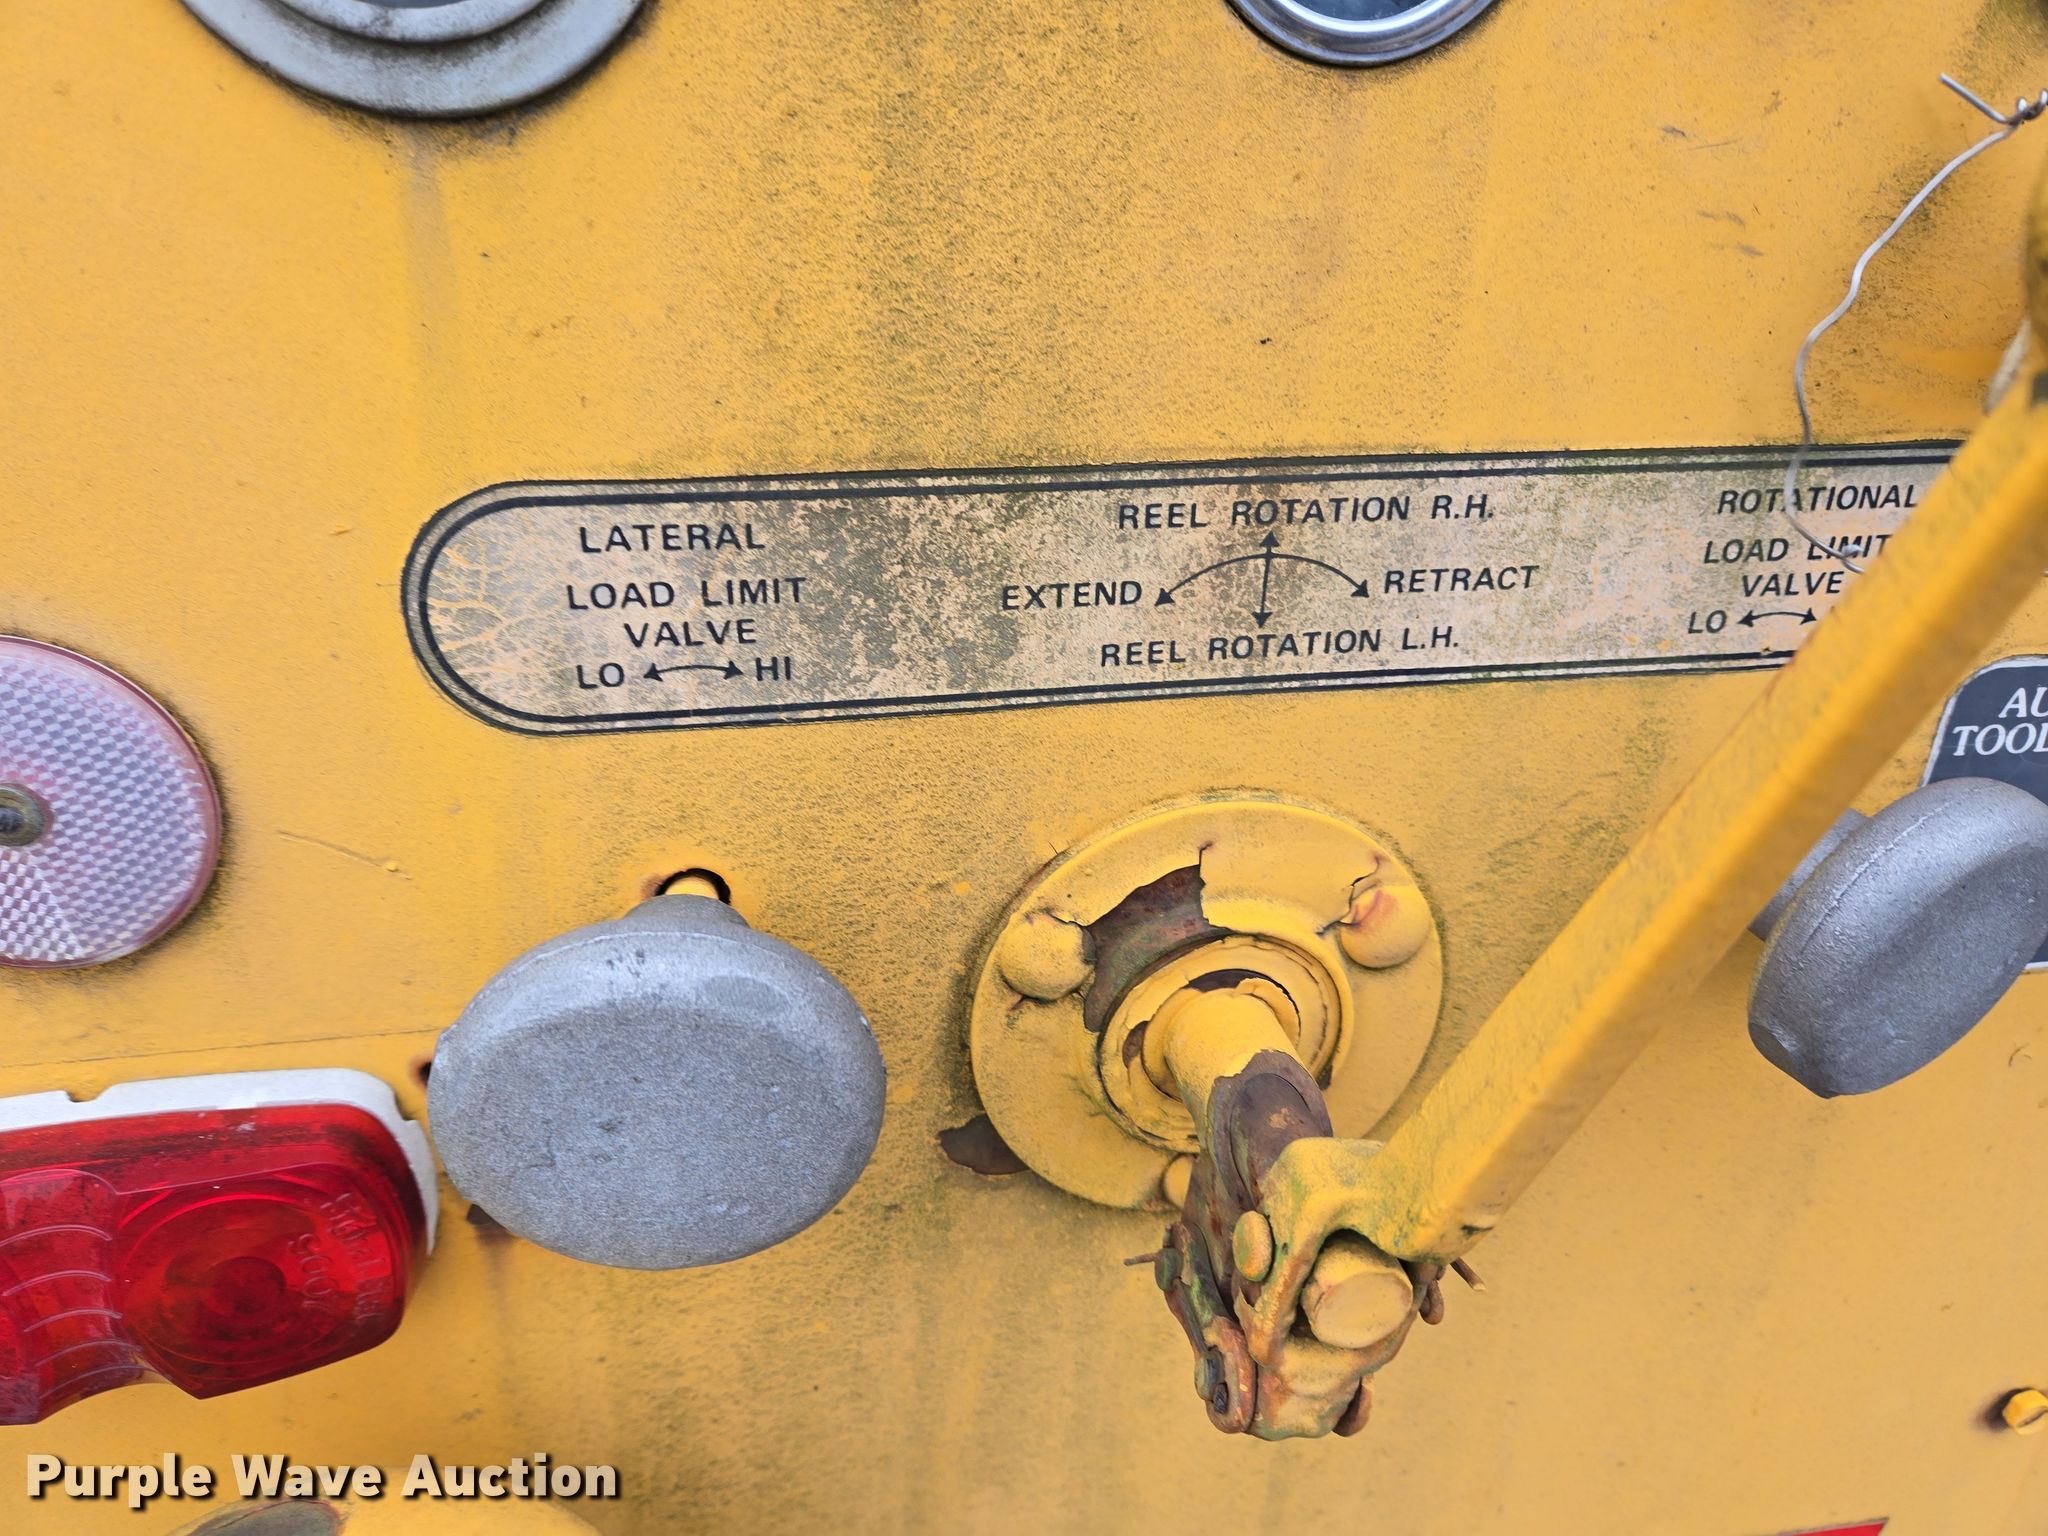 LATERAL
LOAD LIMIT
VALVE
LO HI
REEL ROTATION R.H.
EXTEND RETRACT
REEL ROTATION L.H.
ROTATIONAL
LOAD LIMIT
VALVE
LO
TOOL
Purple Wave Auction